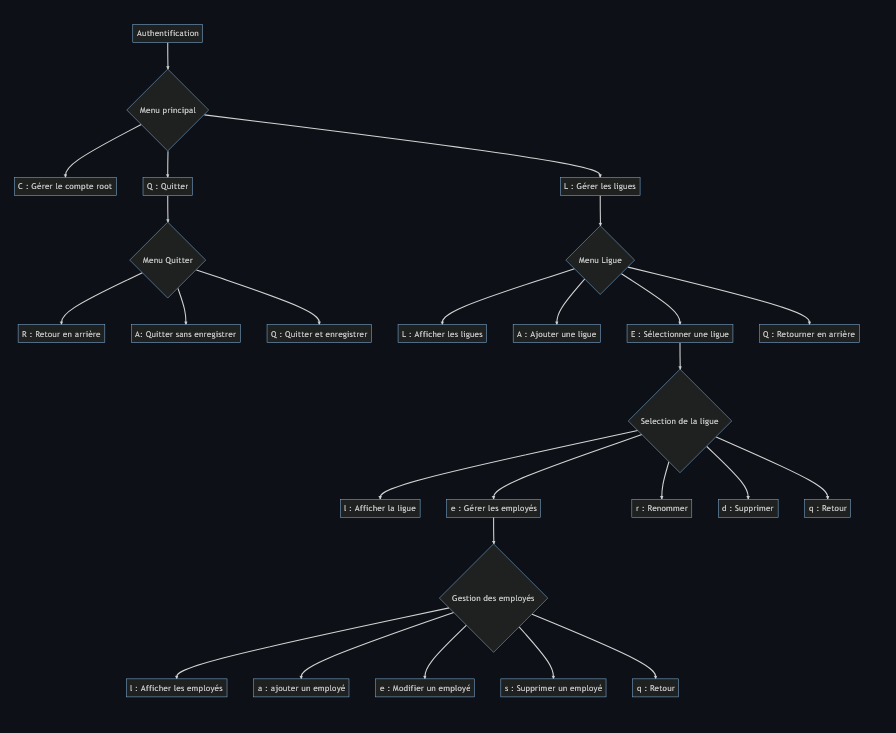 Authentification
Menu principal
C : Gérer le compte root
Q : Quitter
L : Gérer les ligues
Menu Quitter
Menu Ligue
R : Retour en arrière
A: Quitter sans enregistrer
Q : Quitter et enregistrer
L : Afficher les ligues
A : Ajouter une ligue
E : Sélectionner une ligue
Q : Retourner en arrière
Selection de la ligue
l : Afficher la ligue
e : Gérer les employés
r : Renommer
d : Supprimer
q : Retour
Gestion des employés
l : Afficher les employés
a : ajouter un employé
e : Modifier un employé
s : Supprimer un employé
q : Retour